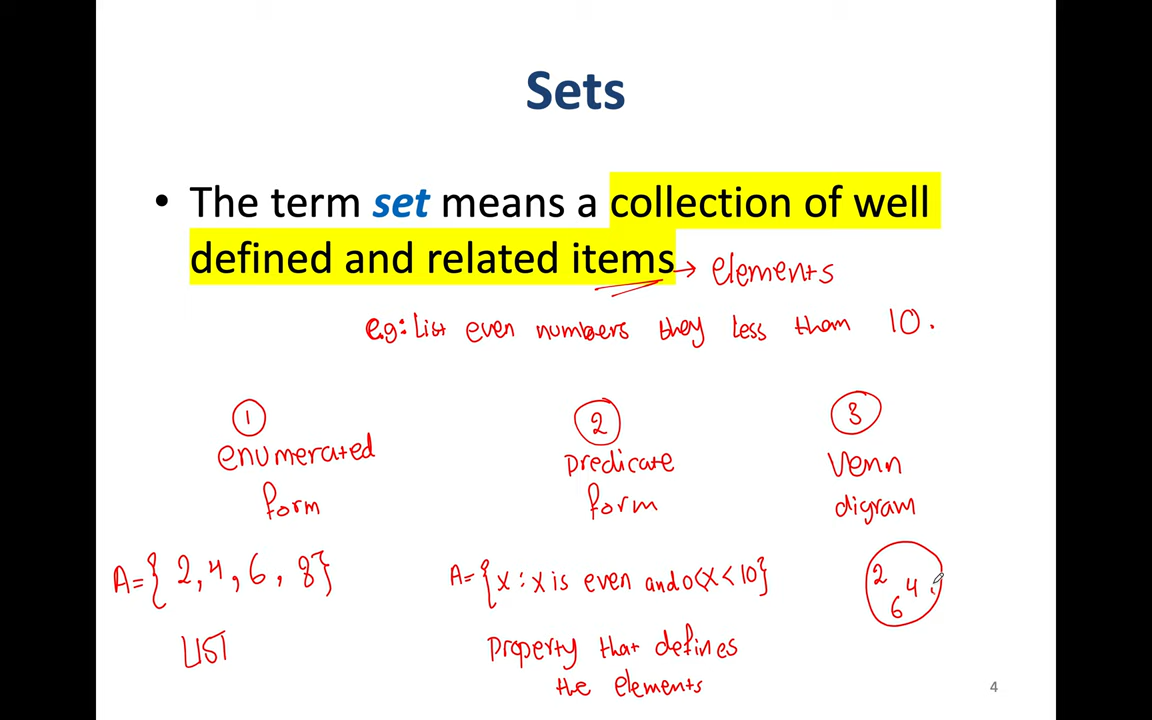 Sets
• The term set means a collection of well
defined and related items → elements
e.g: List even numbers they less than 10.
1 2 3
enumerated predicate Venn
form form digram
A={ 2, 4, 6, 8} A={x : x is even and 0<x<10} 2 4 6
LIST Property that defines
the elements
4